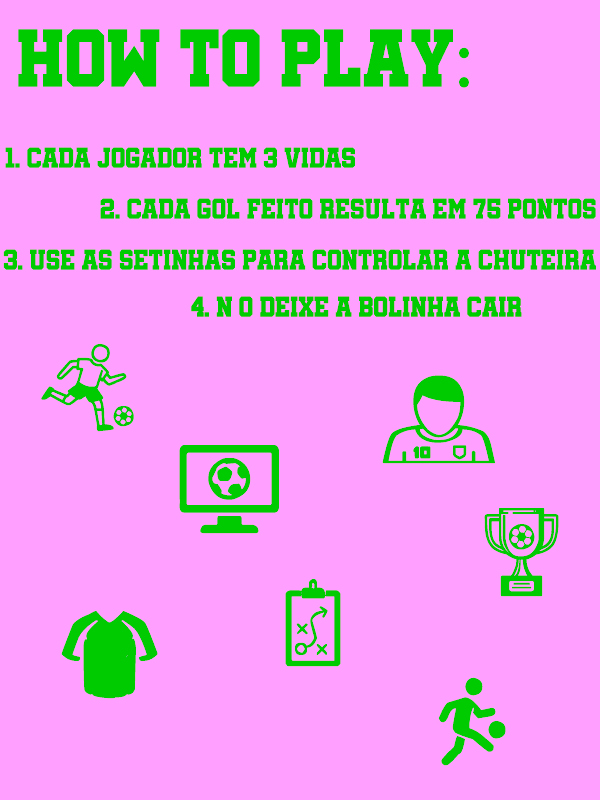 HOW TO PLAY:
1. CADA JOGADOR TEM 3 VIDAS
2. CADA GOL FEITO RESULTA EM 75 PONTOS
3. USE AS SETINHAS PARA CONTROLAR A CHUTEIRA
4. N O DEIXE A BOLINHA CAIR
10